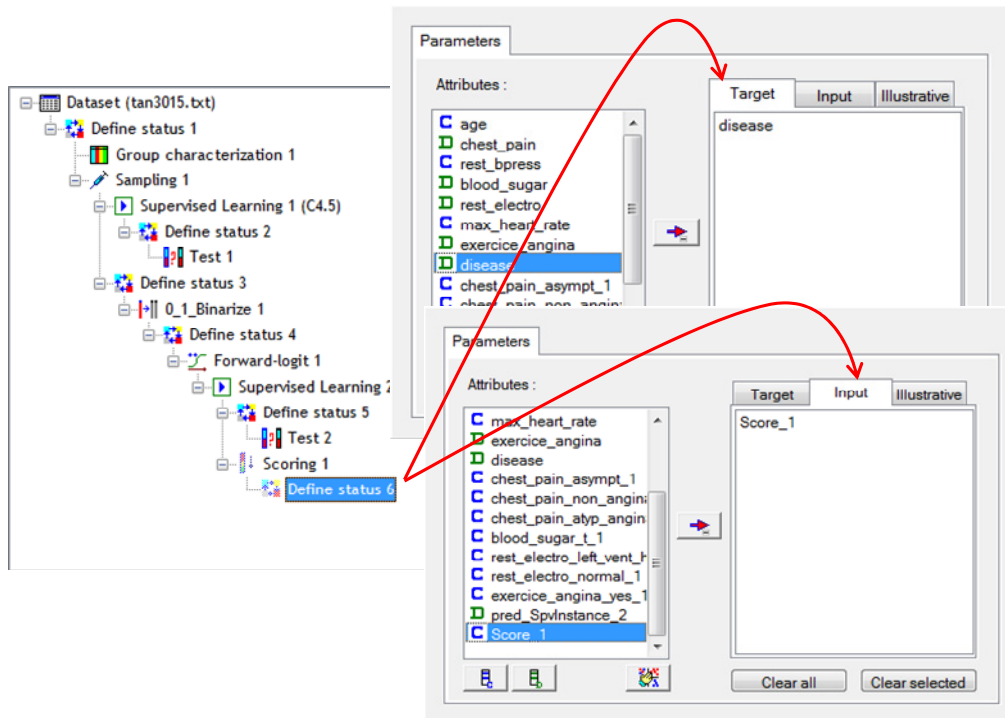 Dataset (tan3015.txt)
Define status 1
Group characterization 1
Sampling 1
Supervised Learning 1 (C4.5)
Define status 2
Test 1
Define status 3
0_1_Binarize 1
Define status 4
Forward-logit 1
Supervised Learning 2
Define status 5
Test 2
Scoring 1
Define status 6
Parameters
Attributes :
C age
D chest_pain
C rest_bpress
D blood_sugar
D rest_electro
C max_heart_rate
D exercice_angina
D disease
C chest_pain_asympt_1
C chest_pain_non_angin
Target Input Illustrative
disease
Parameters
Attributes :
C max_heart_rate
D exercice_angina
D disease
C chest_pain_asympt_1
C chest_pain_non_angin
C chest_pain_atyp_angin
C blood_sugar_t_1
C rest_electro_left_vent_h
C rest_electro_normal_1
C exercice_angina_yes_1
D pred_SpvInstance_2
C Score_1
Target Input Illustrative
Score_1
Clear all Clear selected